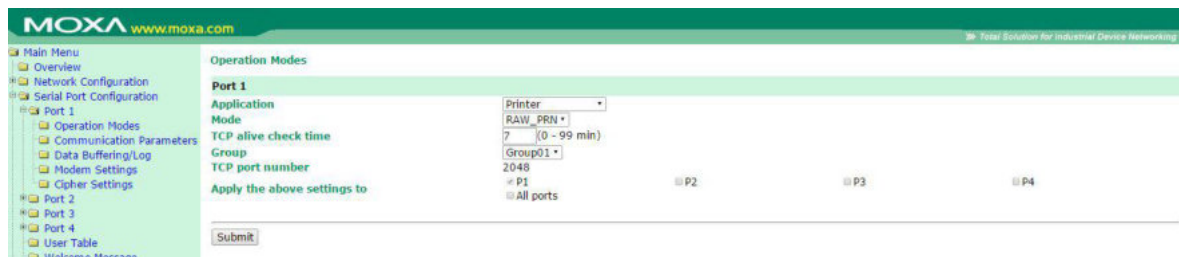 MOXA www.moxa.com
Total Solution for Industrial Device Networking
Main Menu
Overview
Network Configuration
Serial Port Configuration
Port 1
Operation Modes
Communication Parameters
Data Buffering/Log
Modem Settings
Cipher Settings
Port 2
Port 3
Port 4
User Table
Welcome Message
Operation Modes
Port 1
Application Printer
Mode RAW_PRN
TCP alive check time 7 (0 - 99 min)
Group Group01
TCP port number 2048
Apply the above settings to P1 P2 P3 P4
All ports
Submit